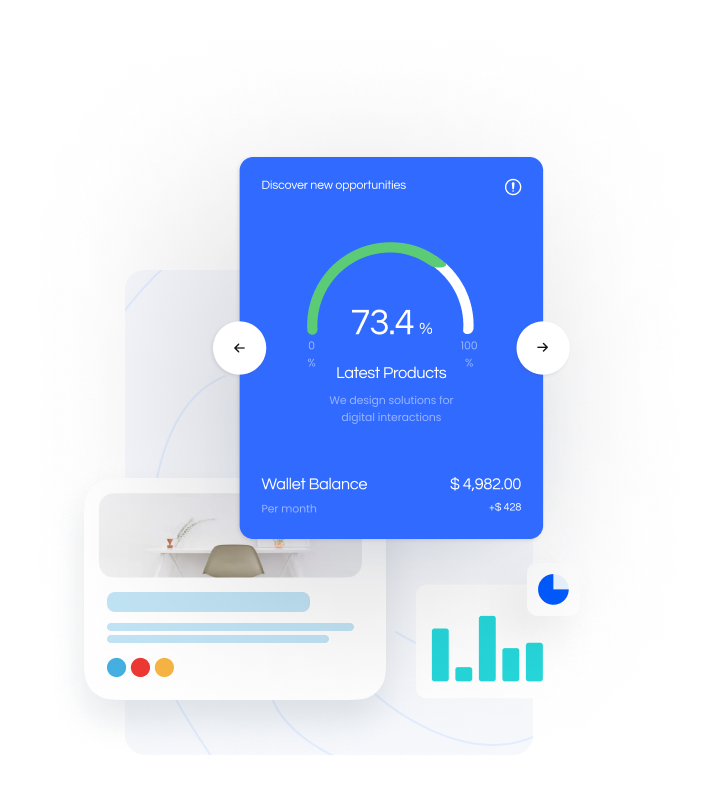 Discover new opportunities
73.4 %
0
%
100
%
Latest Products
We design solutions for
digital interactions
Wallet Balance
$ 4,982.00
Per month
+$ 428